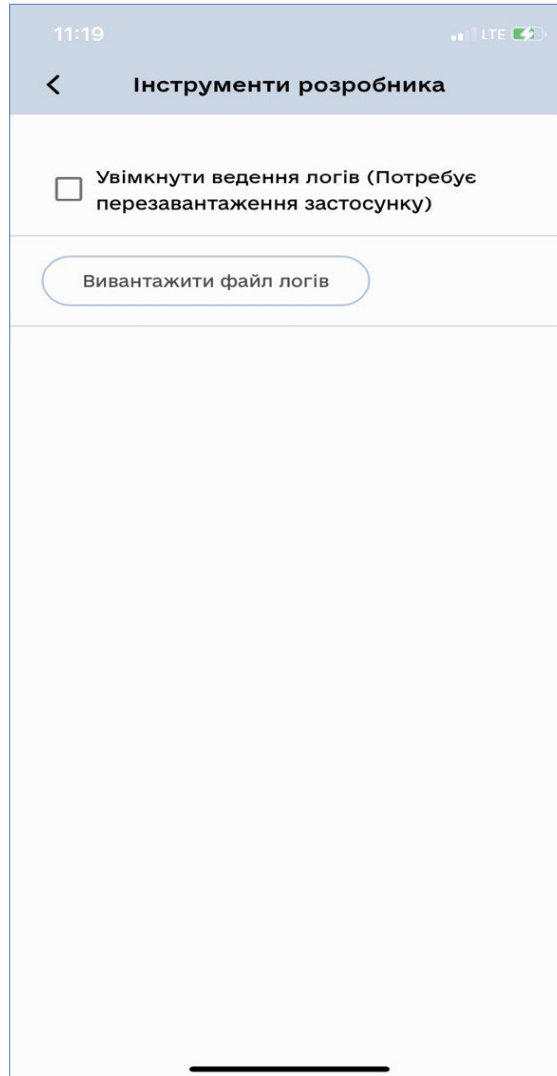 11:19
LTE
Інструменти розробника
Увімкнути ведення логів (Потребує
перезавантаження застосунку)
Вивантажити файл логів